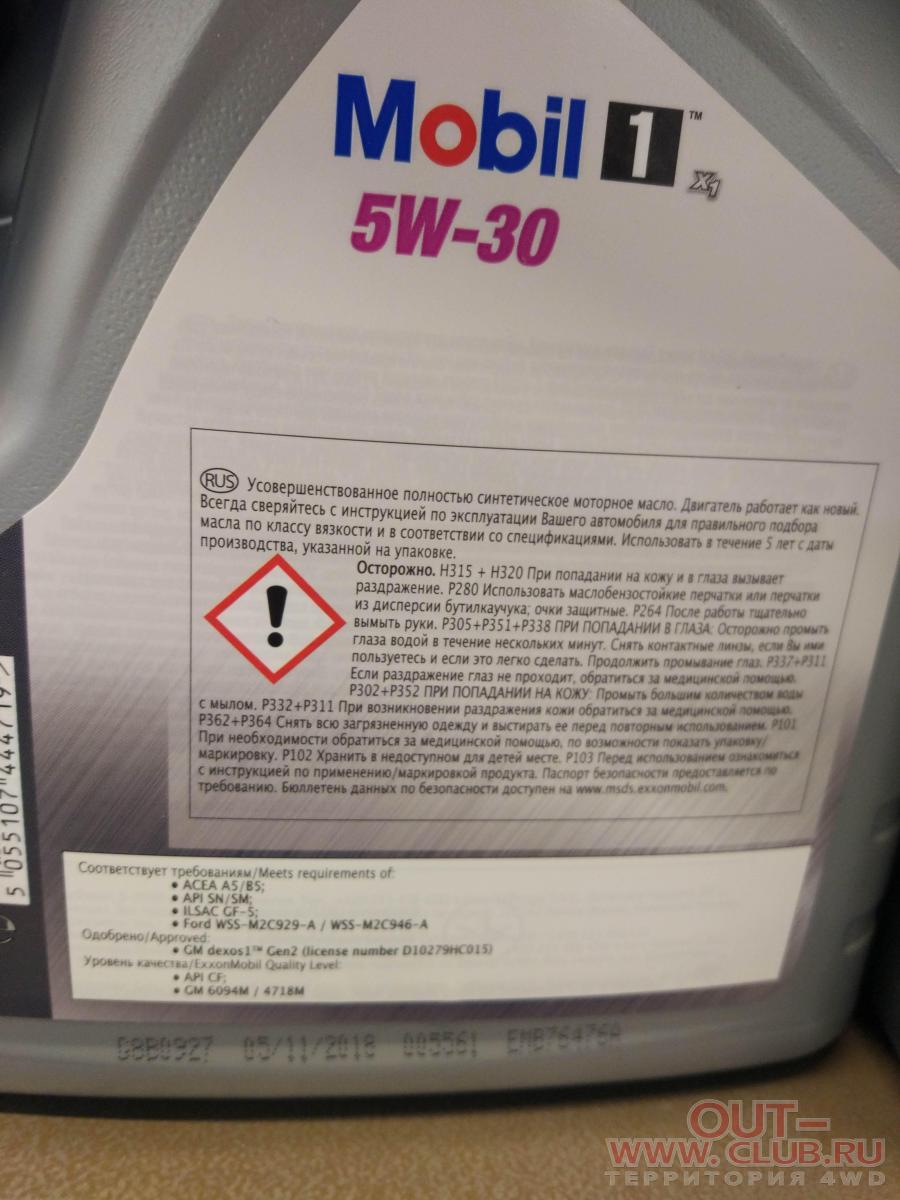 Mobil 1™
x1
5W-30
RUS Усовершенствованное полностью синтетическое моторное масло. Двигатель работает как новый.
Всегда сверяйтесь с инструкцией по эксплуатации Вашего автомобиля для правильного подбора
масла по классу вязкости и в соответствии со спецификациями. Использовать в течение 5 лет с даты
производства, указанной на упаковке.
Осторожно. H315 + H320 При попадании на кожу и в глаза вызывает
раздражение. P280 Использовать маслобензостойкие перчатки или перчатки
из дисперсии бутилкаучука; очки защитные. P264 После работы тщательно
вымыть руки. P305+P351+P338 ПРИ ПОПАДАНИИ В ГЛАЗА: Осторожно промыть
глаза водой в течение нескольких минут. Снять контактные линзы, если Вы ими
пользуетесь и если это легко сделать. Продолжить промывание глаз. P337+P311
Если раздражение глаз не проходит, обратиться за медицинской помощью.
P302+P352 ПРИ ПОПАДАНИИ НА КОЖУ: Промыть большим количеством воды
с мылом. P332+P311 При возникновении раздражения кожи обратиться за медицинской помощью.
P362+P364 Снять всю загрязненную одежду и выстирать ее перед повторным использованием. P101
При необходимости обратиться за медицинской помощью, по возможности показать упаковку/
маркировку. P102 Хранить в недоступном для детей месте. P103 Перед использованием ознакомиться
с инструкцией по применению/маркировкой продукта. Паспорт безопасности предоставляется по
требованию. Бюллетень данных по безопасности доступен на www.msds.exxonmobil.com.
5 055107 444719 >
Соответствует требованиям/Meets requirements of:
• ACEA A5/B5;
• API SN/SM;
• ILSAC GF-5;
• Ford WSS-M2C929-A / WSS-M2C946-A
Одобрено/Approved:
• GM dexos1™ Gen2 (license number D10279HC015)
Уровень качества/ExxonMobil Quality Level:
• API CF;
• GM 6094M / 4718M
G8B0927 05/11/2018 005561
OUT-
WWW.CLUB.RU
ТЕРРИТОРИЯ 4WD